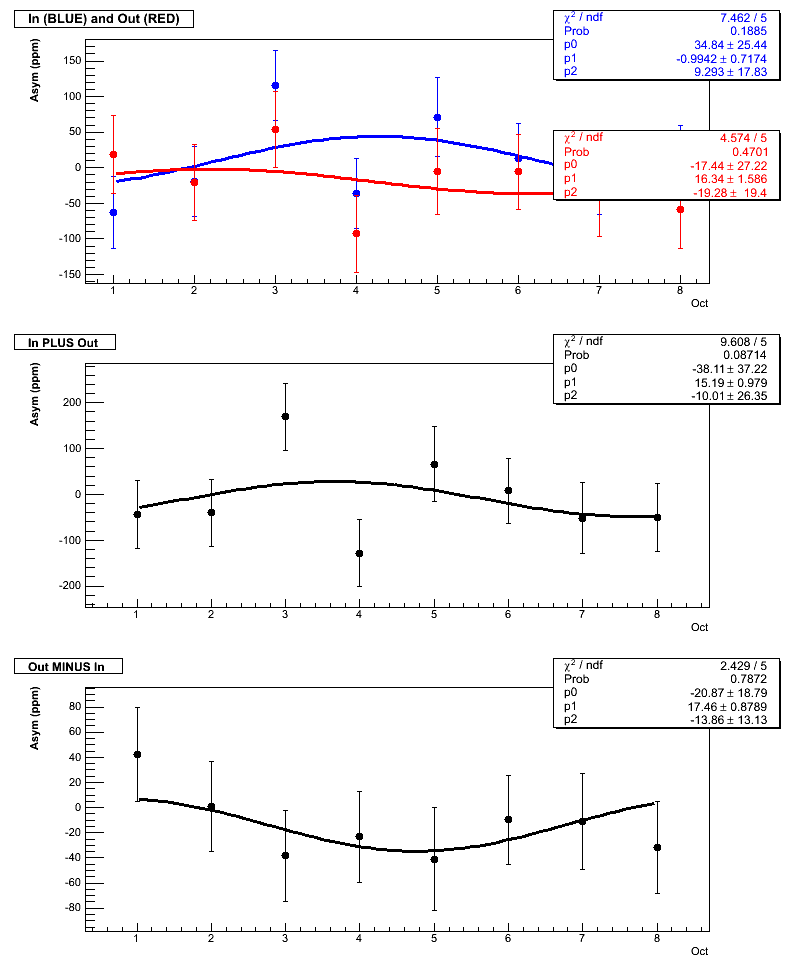 In (BLUE) and Out (RED)
χ² / ndf 7.462 / 5
Prob 0.1885
p0 34.84 ± 25.44
p1 -0.9942 ± 0.7174
p2 9.293 ± 17.83
χ² / ndf 4.574 / 5
Prob 0.4701
p0 -17.44 ± 27.22
p1 16.34 ± 1.586
p2 -19.28 ± 19.4
Asym (ppm)
150
100
50
0
-50
-100
-150
1 2 3 4 5 6 7 8
Oct
In PLUS Out
χ² / ndf 9.608 / 5
Prob 0.08714
p0 -38.11 ± 37.22
p1 15.19 ± 0.979
p2 -10.01 ± 26.35
Asym (ppm)
200
100
0
-100
-200
1 2 3 4 5 6 7 8
Oct
Out MINUS In
χ² / ndf 2.429 / 5
Prob 0.7872
p0 -20.87 ± 18.79
p1 17.46 ± 0.8789
p2 -13.86 ± 13.13
Asym (ppm)
80
60
40
20
0
-20
-40
-60
-80
1 2 3 4 5 6 7 8
Oct